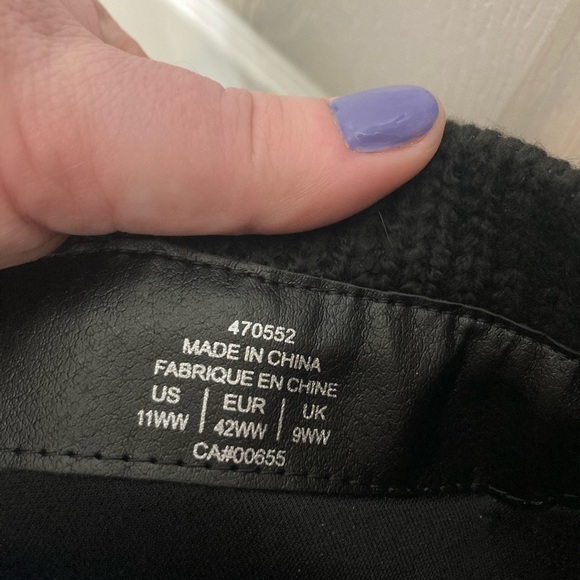 470552
MADE IN CHINA
FABRIQUE EN CHINE
US | EUR | UK
11WW | 42WW | 9WW
CA#00655